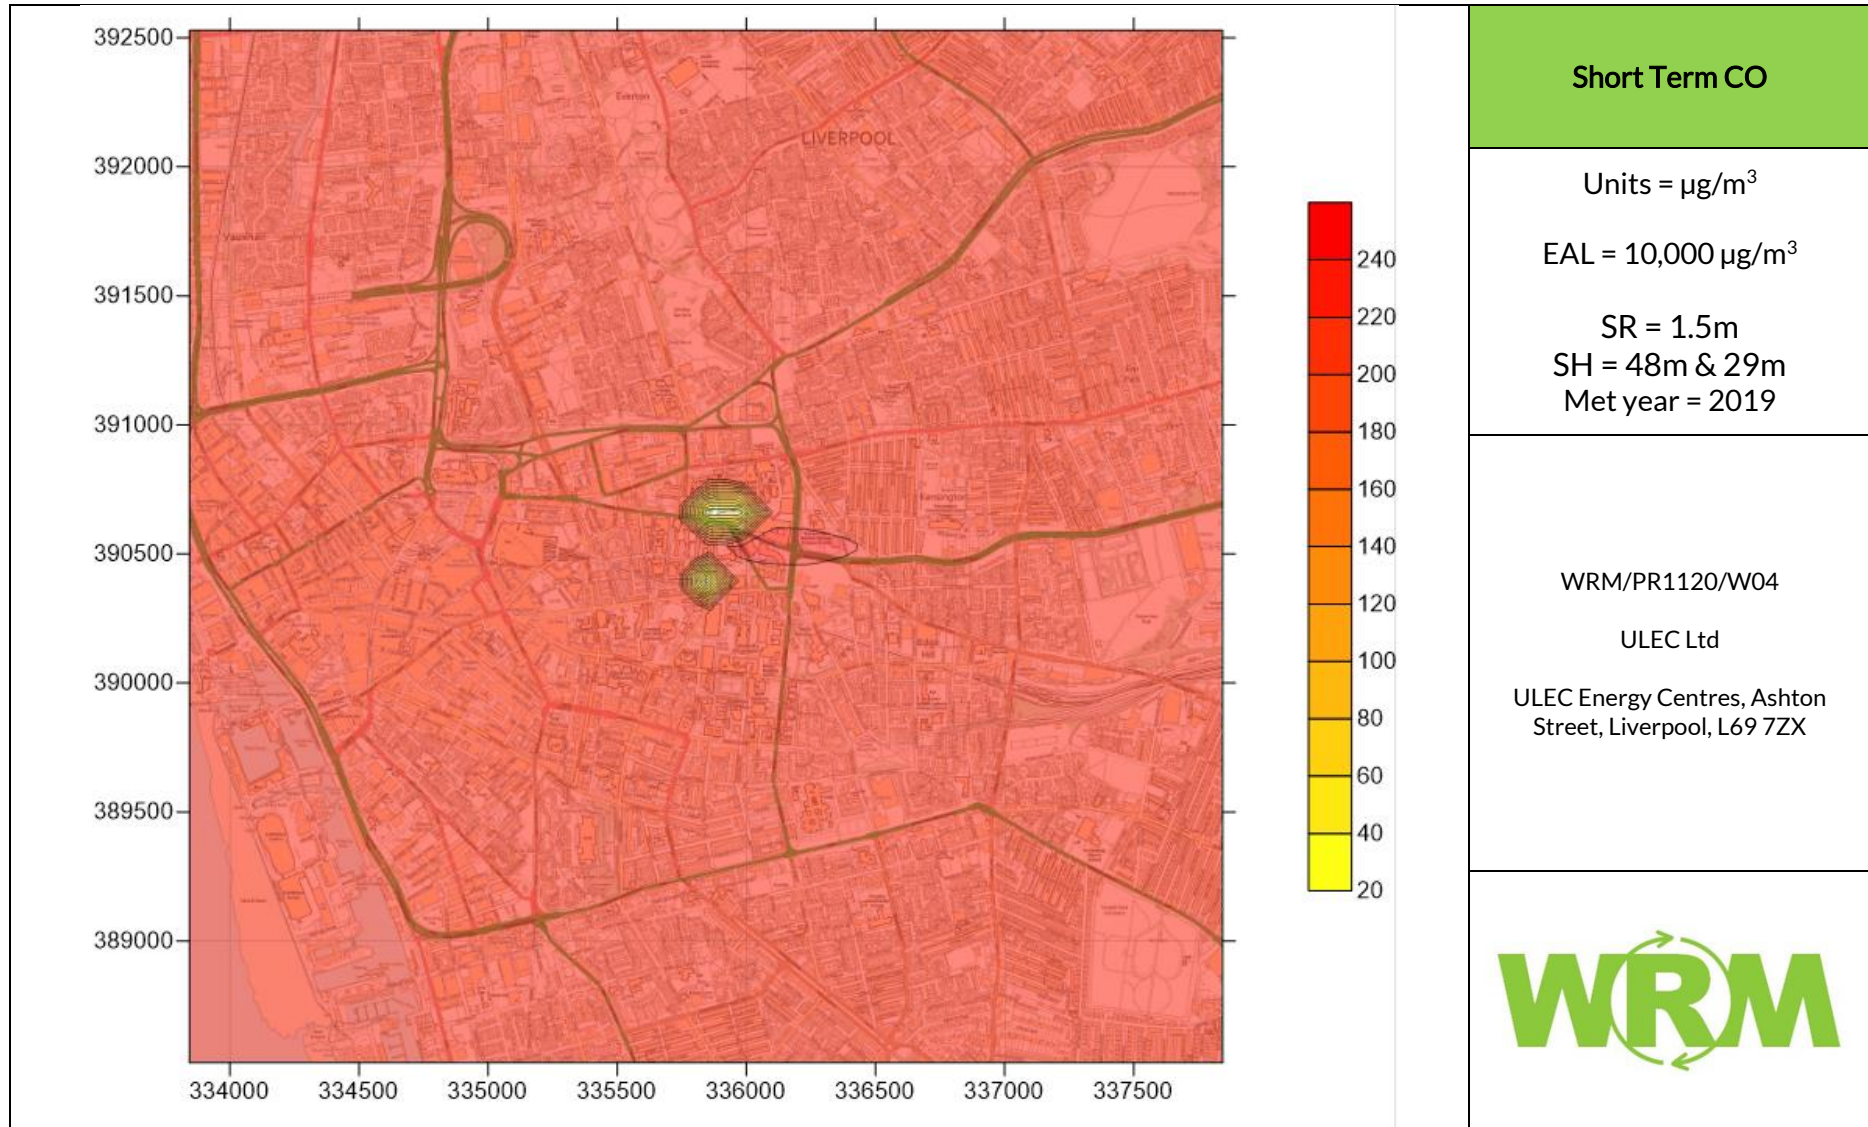 392500
392000
391500
391000
390500
390000
389500
389000
334000 334500 335000 335500 336000 336500 337000 337500
Everton
LIVERPOOL
Vauxhall
Kensington
240
220
200
180
160
140
120
100
80
60
40
20
Short Term CO
Units = µg/m³
EAL = 10,000 µg/m³
SR = 1.5m
SH = 48m & 29m
Met year = 2019
WRM/PR1120/W04
ULEC Ltd
ULEC Energy Centres, Ashton
Street, Liverpool, L69 7ZX
WRM